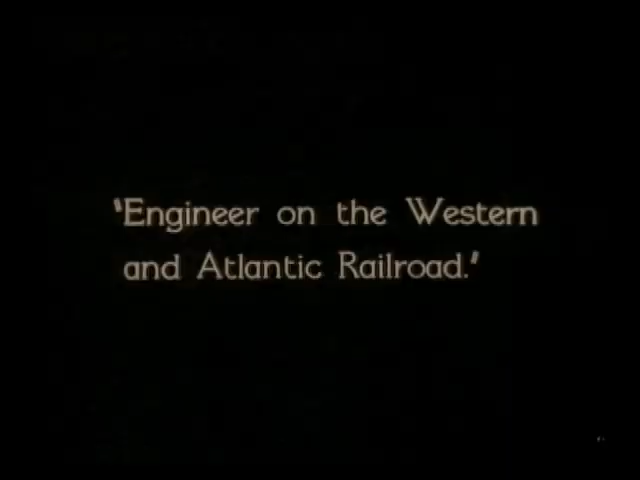 "Engineer on the Western
and Atlantic Railroad."